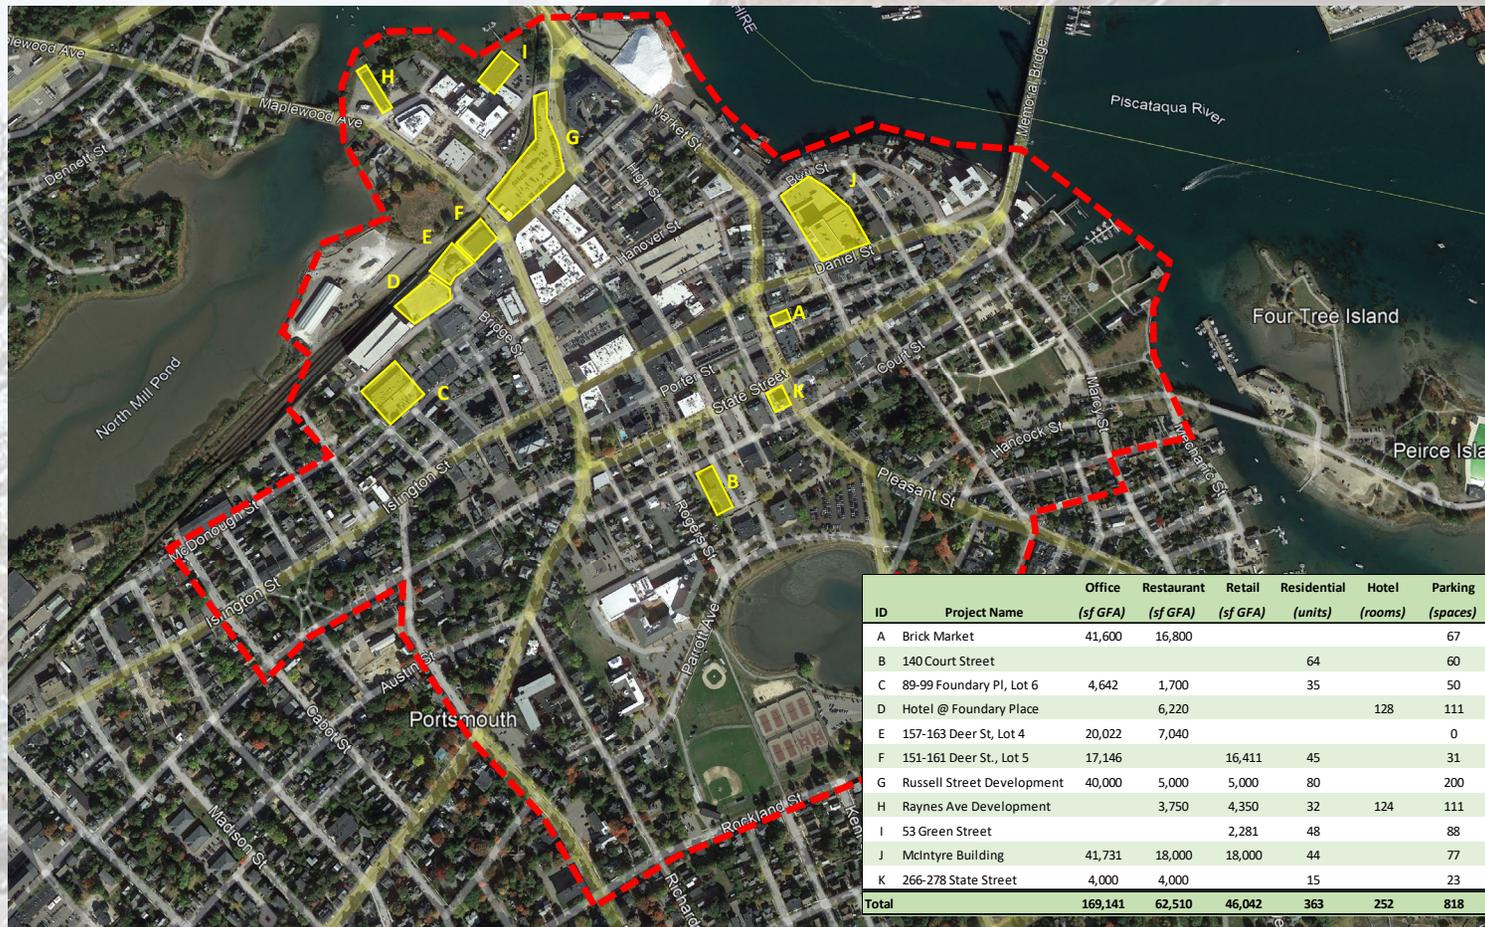 HIRE
plewood Ave
Maplewood Ave
Dennett St
I
H
G
F
E
D
C
J
A
K
B
Market St
High St
Hanover St
Daniel St
Memorial Bridge
Piscataqua River
Four Tree Island
Peirce Isla
North Mill Pond
Bridge St
Porter St
State Street
Court St
Marcy St
Mechanic St
Hancock St
Pleasant St
Islington St
McDonough St
Islington St
Rogers St
Parrott Ave
Austin St
Portsmouth
Cabot St
Madison St
Rockland St
Richard
Office Restaurant Retail Residential Hotel Parking
ID Project Name (sf GFA) (sf GFA) (sf GFA) (units) (rooms) (spaces)
A Brick Market 41,600 16,800 67
B 140 Court Street 64 60
C 89-99 Foundary Pl, Lot 6 4,642 1,700 35 50
D Hotel @ Foundary Place 6,220 128 111
E 157-163 Deer St, Lot 4 20,022 7,040 0
F 151-161 Deer St., Lot 5 17,146 16,411 45 31
G Russell Street Development 40,000 5,000 5,000 80 200
H Raynes Ave Development 3,750 4,350 32 124 111
I 53 Green Street 2,281 48 88
J McIntyre Building 41,731 18,000 18,000 44 77
K 266-278 State Street 4,000 4,000 15 23
Total 169,141 62,510 46,042 363 252 818